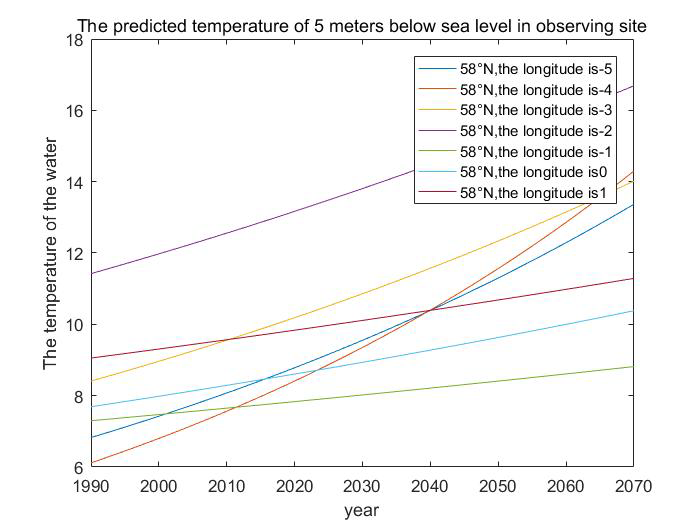 The predicted temperature of 5 meters below sea level in observing site
18
16
14
12
10
8
6
The temperature of the water
58°N,the longitude is-5
58°N,the longitude is-4
58°N,the longitude is-3
58°N,the longitude is-2
58°N,the longitude is-1
58°N,the longitude is0
58°N,the longitude is1
1990 2000 2010 2020 2030 2040 2050 2060 2070
year